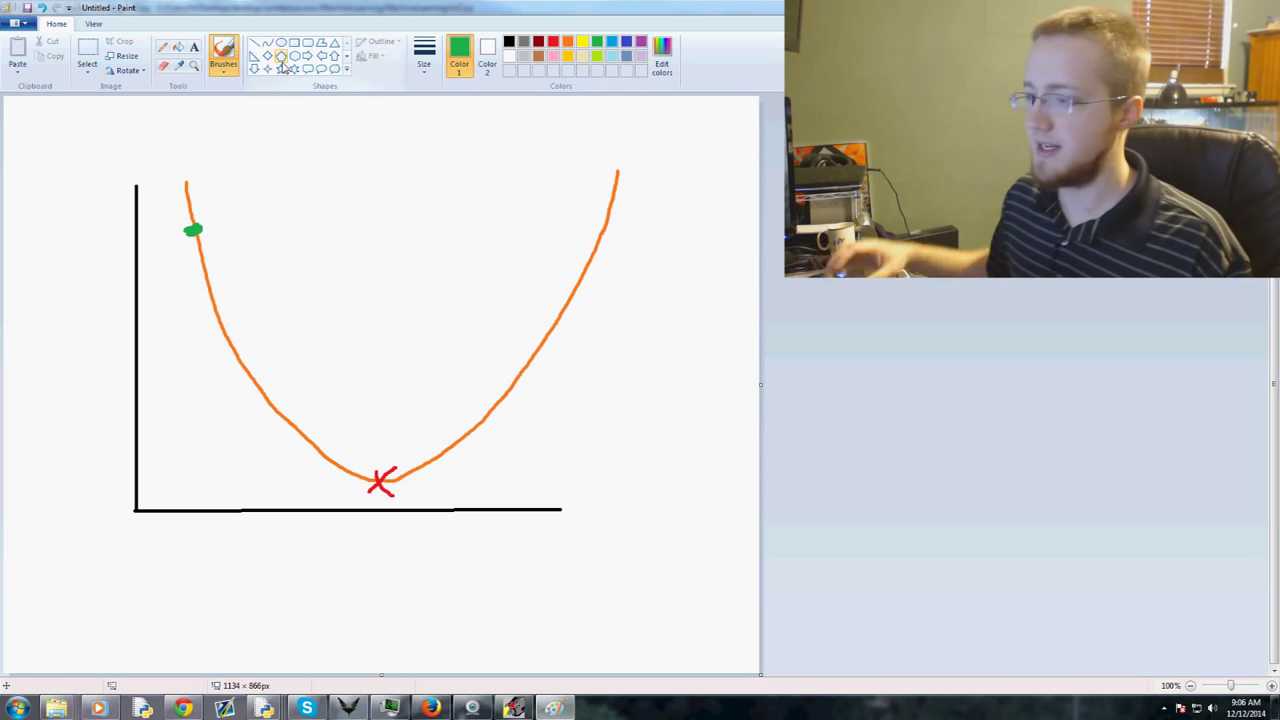 Untitled - Paint
Home
View
Paste
Cut
Copy
Clipboard
Select
Crop
Resize
Rotate
Image
Tools
Brushes
Shapes
Outline
Fill
Size
Color
1
Color
2
Edit
colors
Colors
1134 × 866px
100%
9:06 AM
12/12/2014